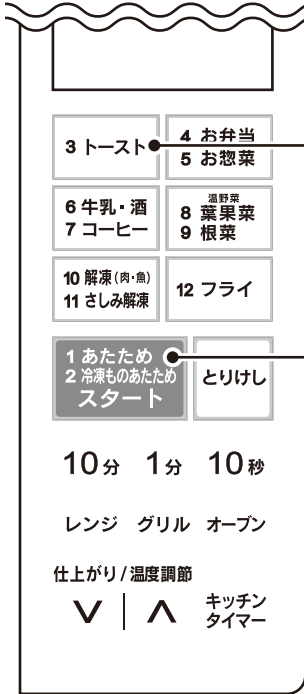 3 トースト
4 お弁当
5 お惣菜
6 牛乳・酒
7 コーヒー
温野菜
8 葉果菜
9 根菜
10 解凍(肉・魚)
11 さしみ解凍
12 フライ
1 あたため
2 冷凍ものあたため
スタート
とりけし
10分 1分 10秒
レンジ グリル オーブン
仕上がり/温度調節
キッチン
タイマー